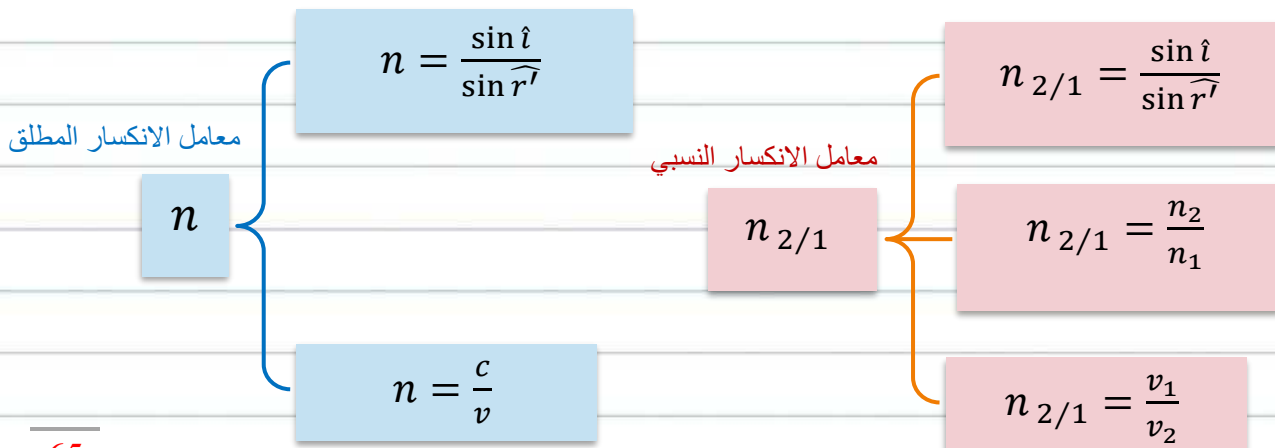 معامل الانكسار المطلق
n
n = sin î / sin r̂′
n = c / v
معامل الانكسار النسبي
n 2/1
n 2/1 = sin î / sin r̂′
n 2/1 = n₂ / n₁
n 2/1 = v₁ / v₂